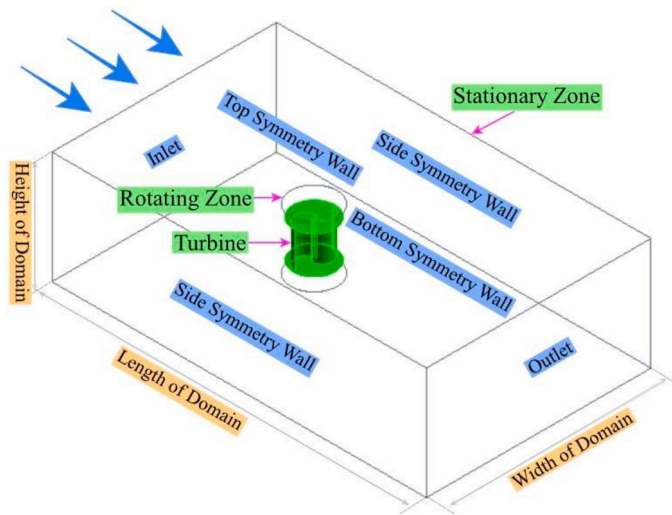 Stationary Zone
Top Symmetry Wall
Side Symmetry Wall
Inlet
Height of Domain
Rotating Zone
Turbine
Bottom Symmetry Wall
Side Symmetry Wall
Outlet
Length of Domain
Width of Domain